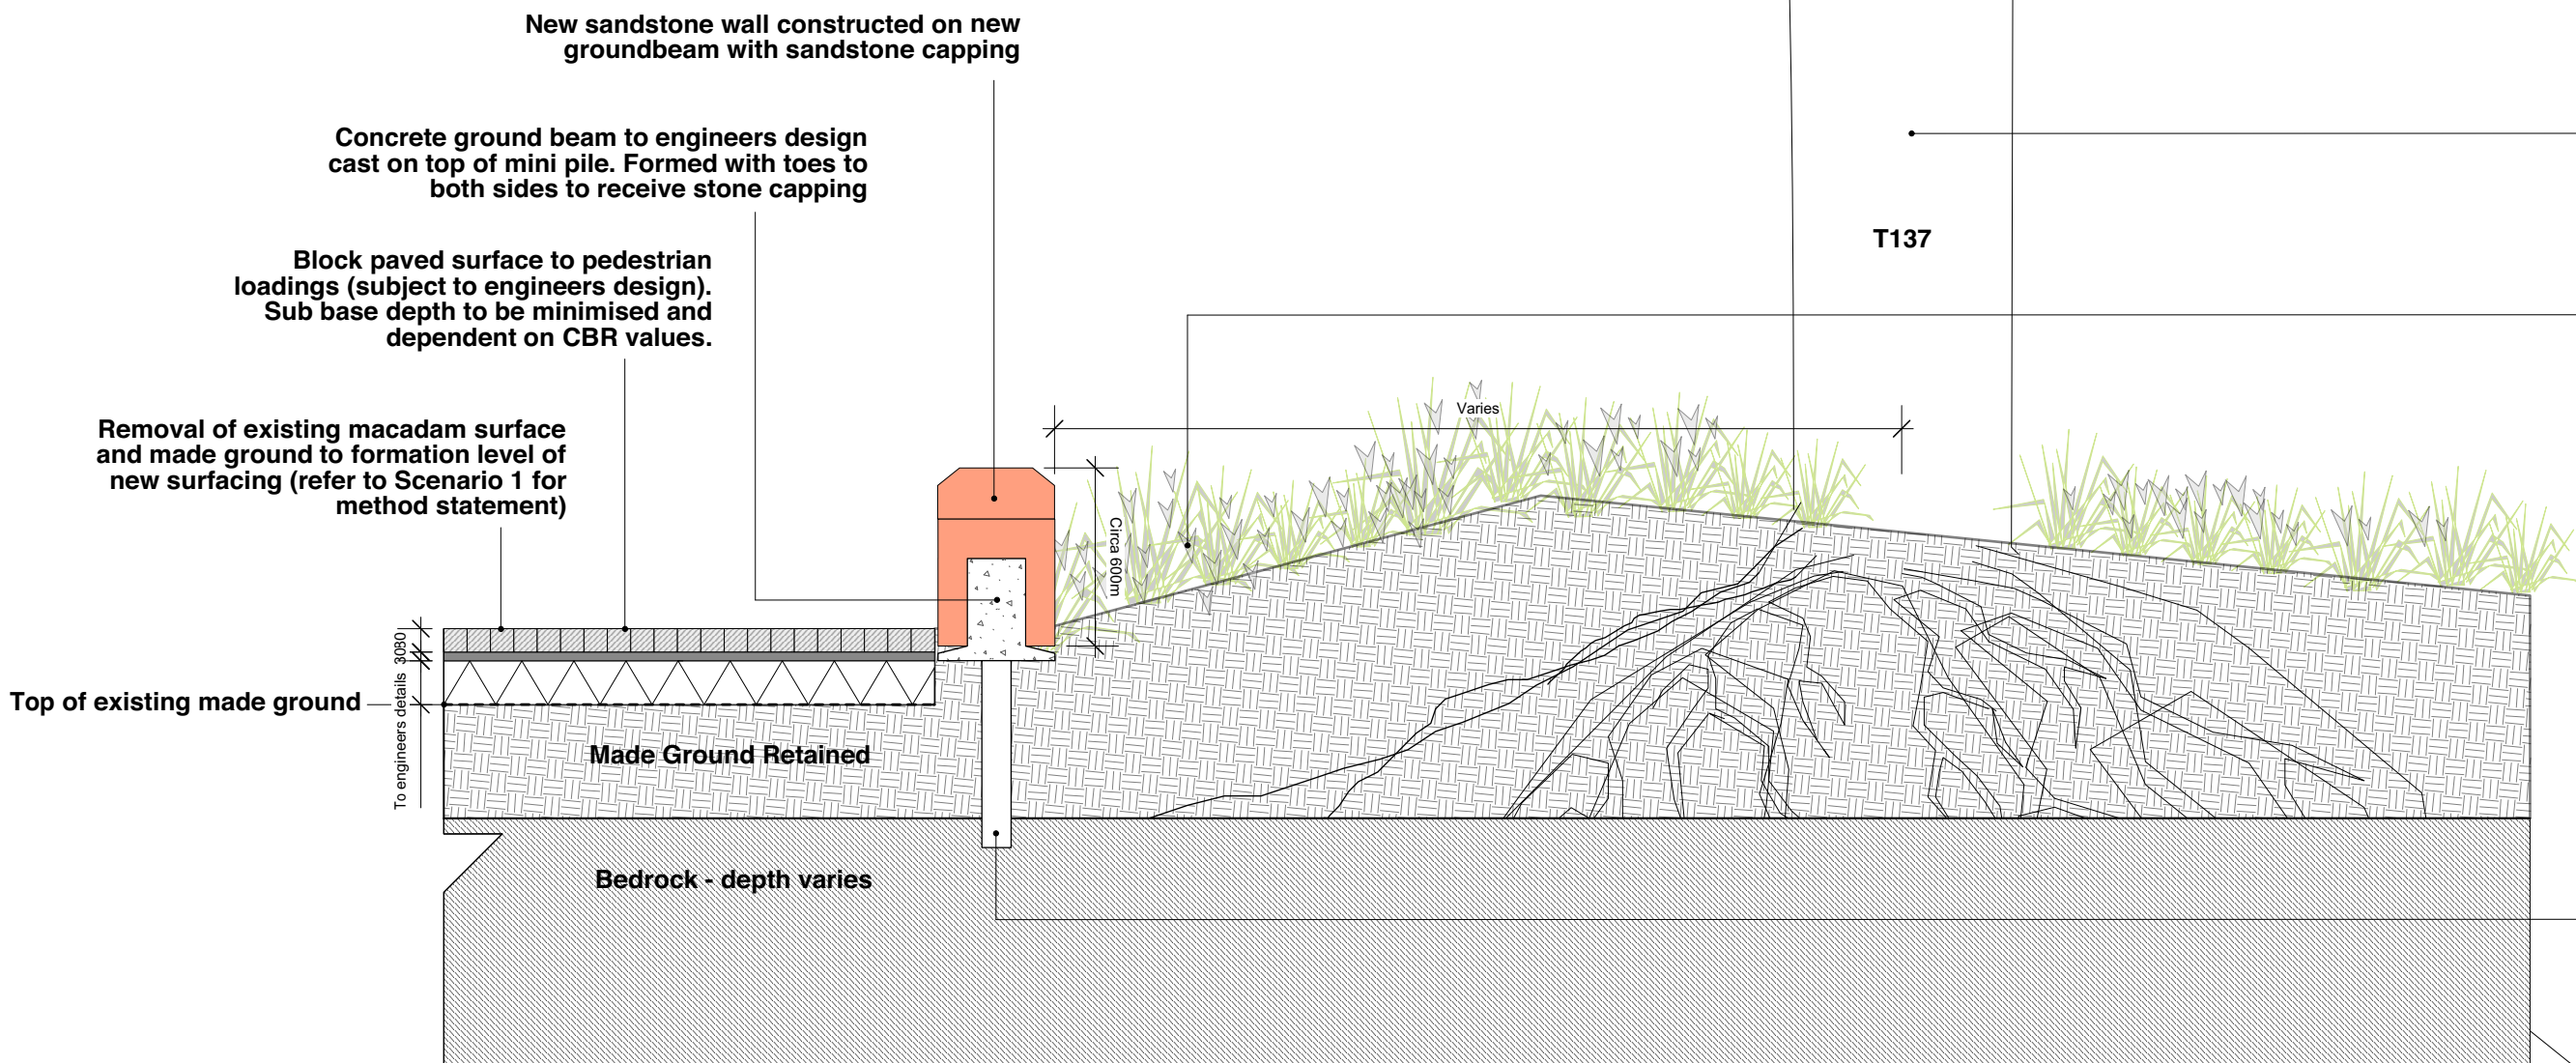 New sandstone wall constructed on new
groundbeam with sandstone capping
Concrete ground beam to engineers design
cast on top of mini pile. Formed with toes to
both sides to receive stone capping
T137
Block paved surface to pedestrian
loadings (subject to engineers design).
Sub base depth to be minimised and
dependent on CBR values.
Varies
Removal of existing macadam surface
and made ground to formation level of
new surfacing (refer to Scenario 1 for
method statement)
Circa 600m
80
30
To engineers details
Top of existing made ground
Made Ground Retained
Bedrock - depth varies